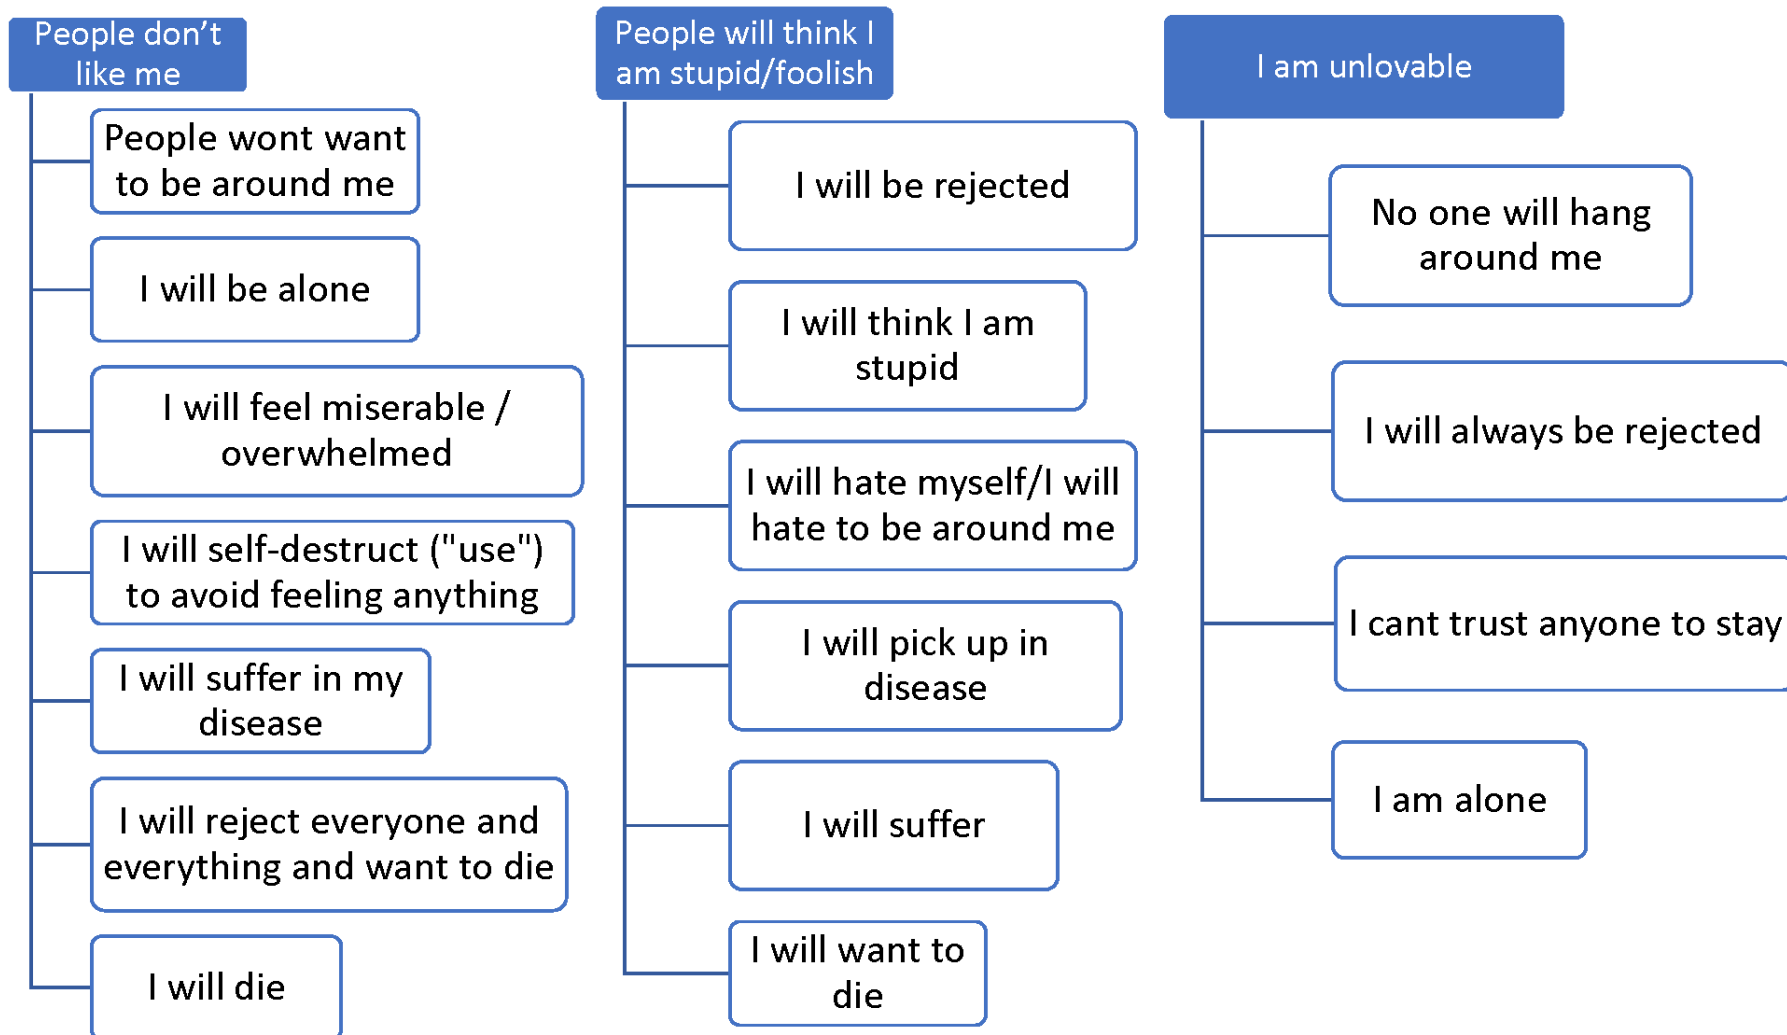 People don’t
like me
People wont want
to be around me
I will be alone
I will feel miserable /
overwhelmed
I will self-destruct ("use")
to avoid feeling anything
I will suffer in my
disease
I will reject everyone and
everything and want to die
I will die
People will think I
am stupid/foolish
I will be rejected
I will think I am
stupid
I will hate myself/I will
hate to be around me
I will pick up in
disease
I will suffer
I will want to
die
I am unlovable
No one will hang
around me
I will always be rejected
I cant trust anyone to stay
I am alone